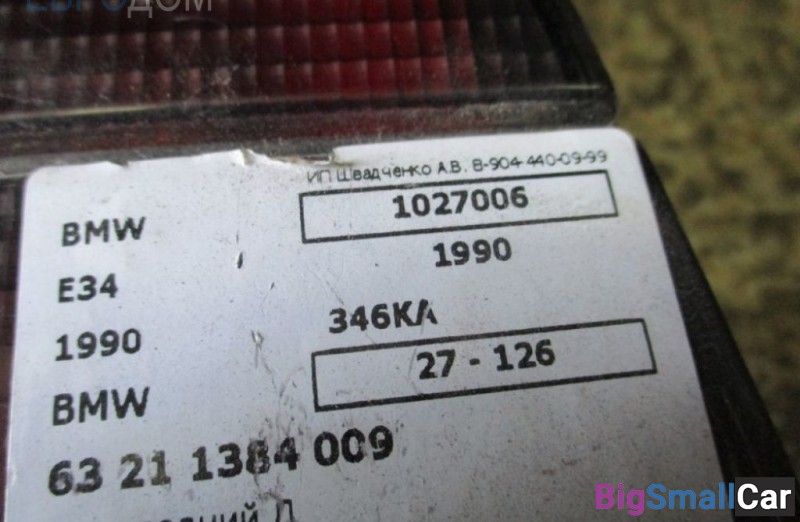 ЕВРОДОМ
ИП Швадченко А.В. 8-904-440-09-99
BMW 1027006
E34 1990
1990 346КА
BMW 27 - 126
63 21 1384 009
BigSmallCar